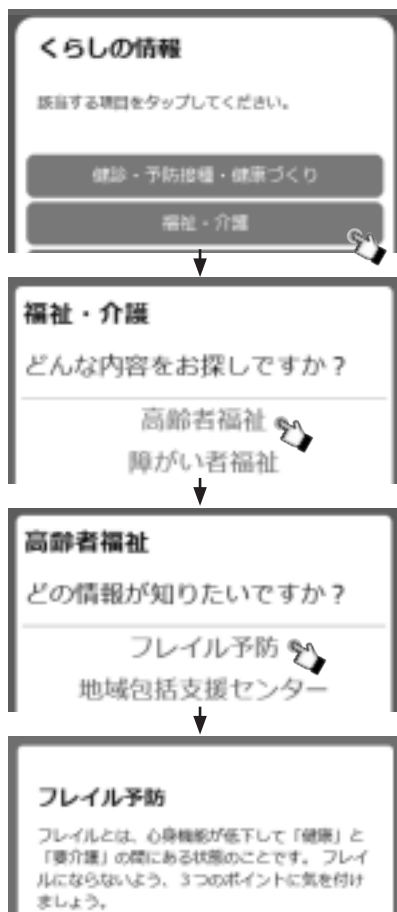 くらしの情報
該当する項目をタップしてください。
健診・予防接種・健康づくり
福祉・介護
福祉・介護
どんな内容をお探しですか？
高齢者福祉
障がい者福祉
高齢者福祉
どの情報が知りたいですか？
フレイル予防
地域包括支援センター
フレイル予防
フレイルとは、心身機能が低下して「健康」と
「要介護」の間にある状態のことです。 フレイ
ルにならないよう、３つのポイントに気を付け
ましょう。